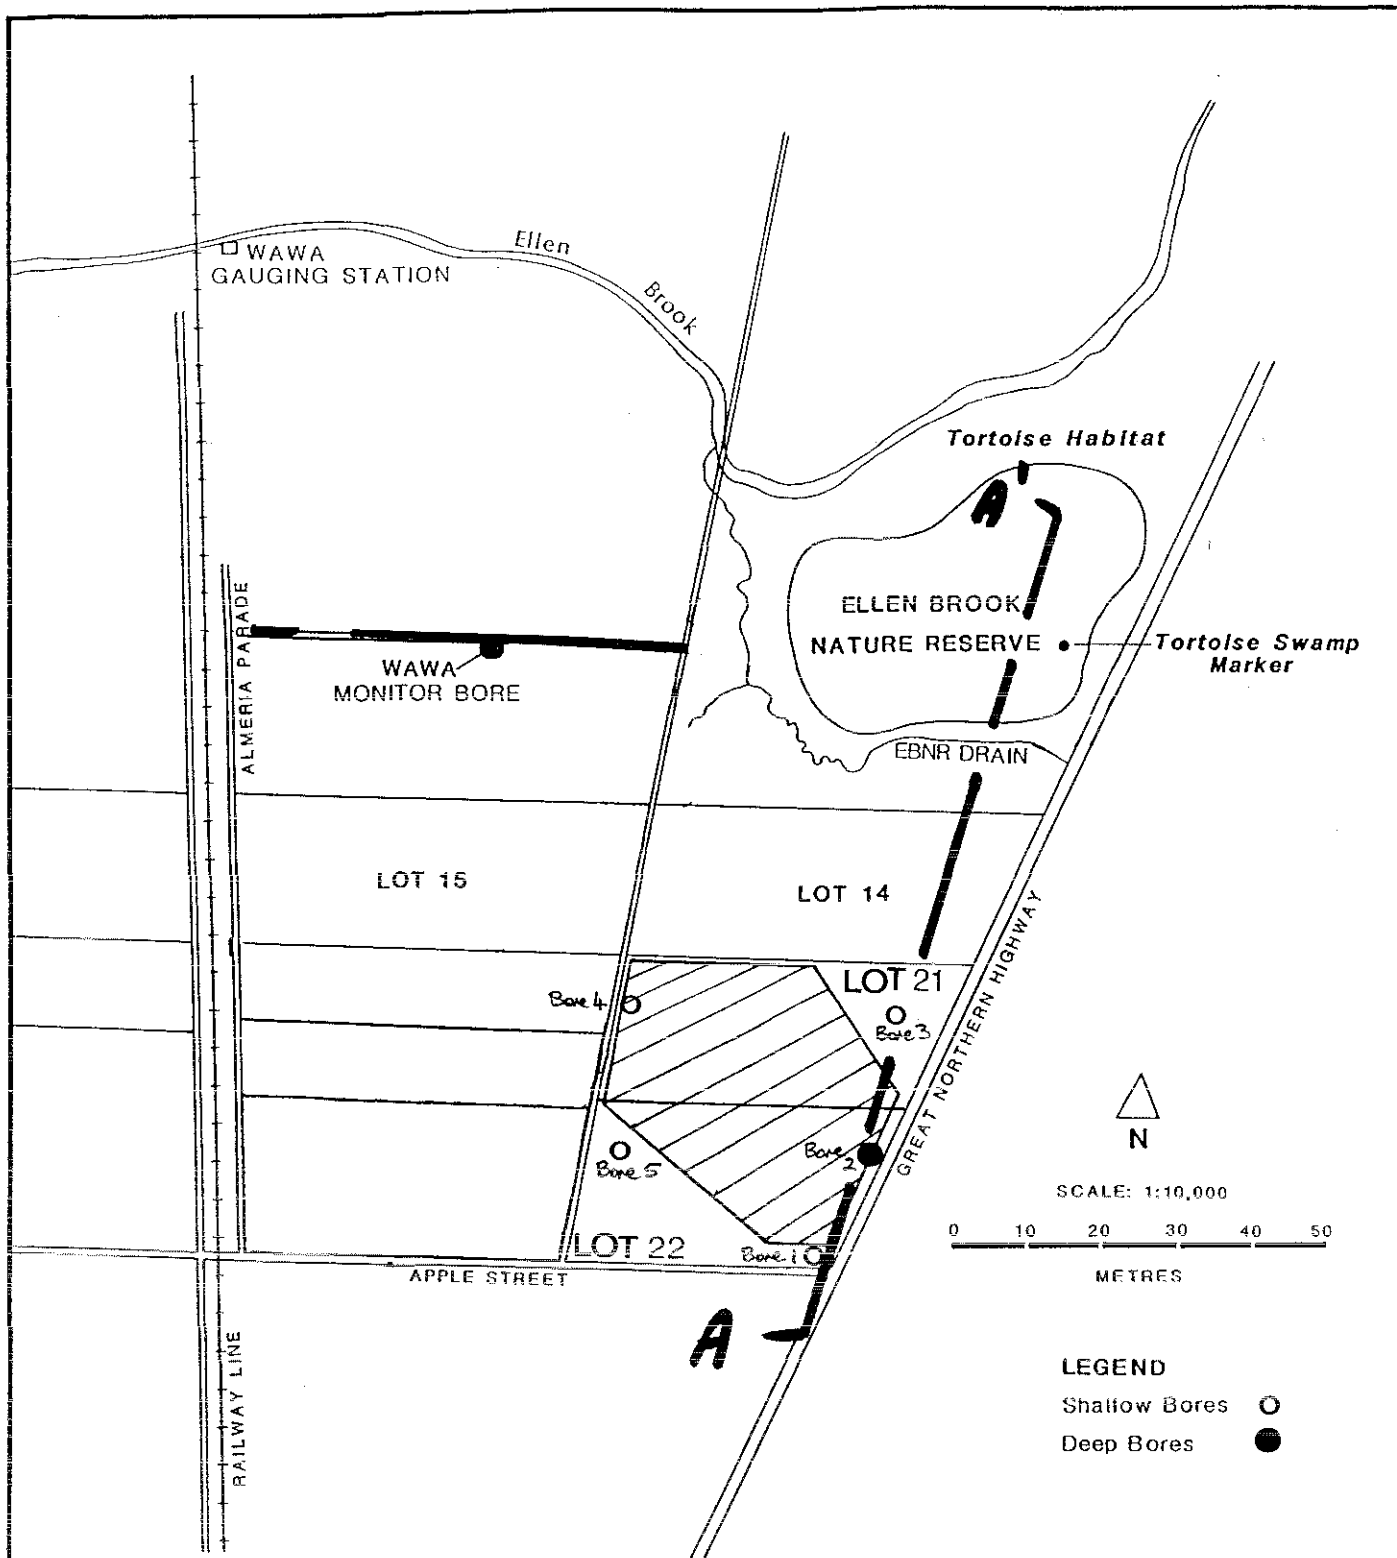 Ellen
Brook
WAWA
GAUGING STATION
Tortoise Habitat
A'
ELLEN BROOK
NATURE RESERVE
Tortoise Swamp
Marker
ALMERIA PARADE
WAWA
MONITOR BORE
EBNR DRAIN
LOT 15
LOT 14
LOT 21
Bore 4
Bore 3
GREAT NORTHERN HIGHWAY
Bore 2
Bore 5
N
SCALE: 1:10,000
0 10 20 30 40 50
METRES
LOT 22
Bore 1
APPLE STREET
A
RAILWAY LINE
LEGEND
Shallow Bores
Deep Bores